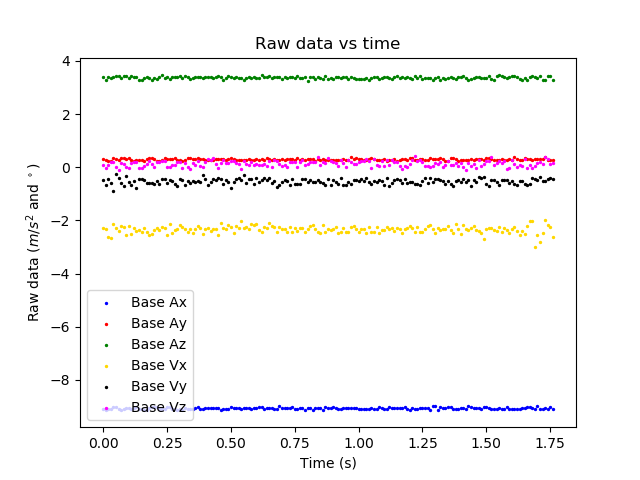 Raw data vs time
Raw data (m/s² and °)
4
2
0
−2
−4
−6
−8
Base Ax
Base Ay
Base Az
Base Vx
Base Vy
Base Vz
0.00 0.25 0.50 0.75 1.00 1.25 1.50 1.75
Time (s)